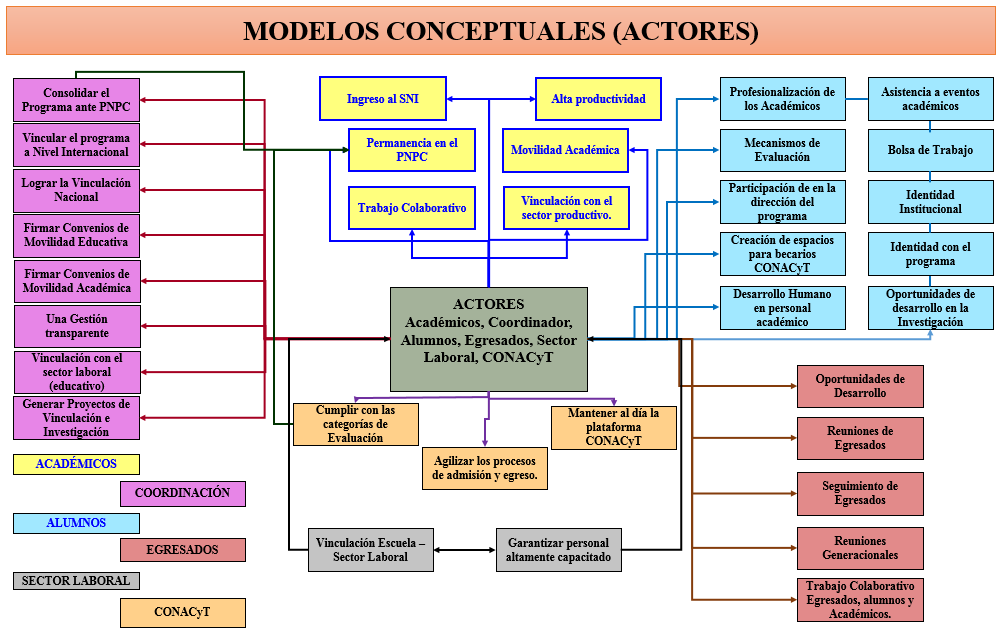 MODELOS CONCEPTUALES (ACTORES)
Consolidar el
Programa ante PNPC
Vincular el programa
a Nivel Internacional
Lograr la Vinculación
Nacional
Firmar Convenios de
Movilidad Educativa
Firmar Convenios de
Movilidad Académica
Una Gestión
transparente
Vinculación con el
sector laboral
(educativo)
Generar Proyectos de
Vinculación e
Investigación
Ingreso al SNI
Alta productividad
Permanencia en el
PNPC
Movilidad Académica
Trabajo Colaborativo
Vinculación con el
sector productivo.
Profesionalización de
los Académicos
Asistencia a eventos
académicos
Mecanismos de
Evaluación
Bolsa de Trabajo
Participación de en la
dirección del
programa
Identidad
Institucional
Creación de espacios
para becarios
CONACyT
Identidad con el
programa
Desarrollo Humano
en personal
académico
Oportunidades de
desarrollo en la
Investigación
ACTORES
Académicos, Coordinador,
Alumnos, Egresados, Sector
Laboral, CONACyT
Cumplir con las
categorías de
Evaluación
Agilizar los procesos
de admisión y egreso.
Mantener al día la
plataforma
CONACyT
Oportunidades de
Desarrollo
Reuniones de
Egresados
Seguimiento de
Egresados
Reuniones
Generacionales
Trabajo Colaborativo
Egresados, alumnos y
Académicos.
Vinculación Escuela –
Sector Laboral
Garantizar personal
altamente capacitado
ACADÉMICOS
COORDINACIÓN
ALUMNOS
EGRESADOS
SECTOR LABORAL
CONACyT